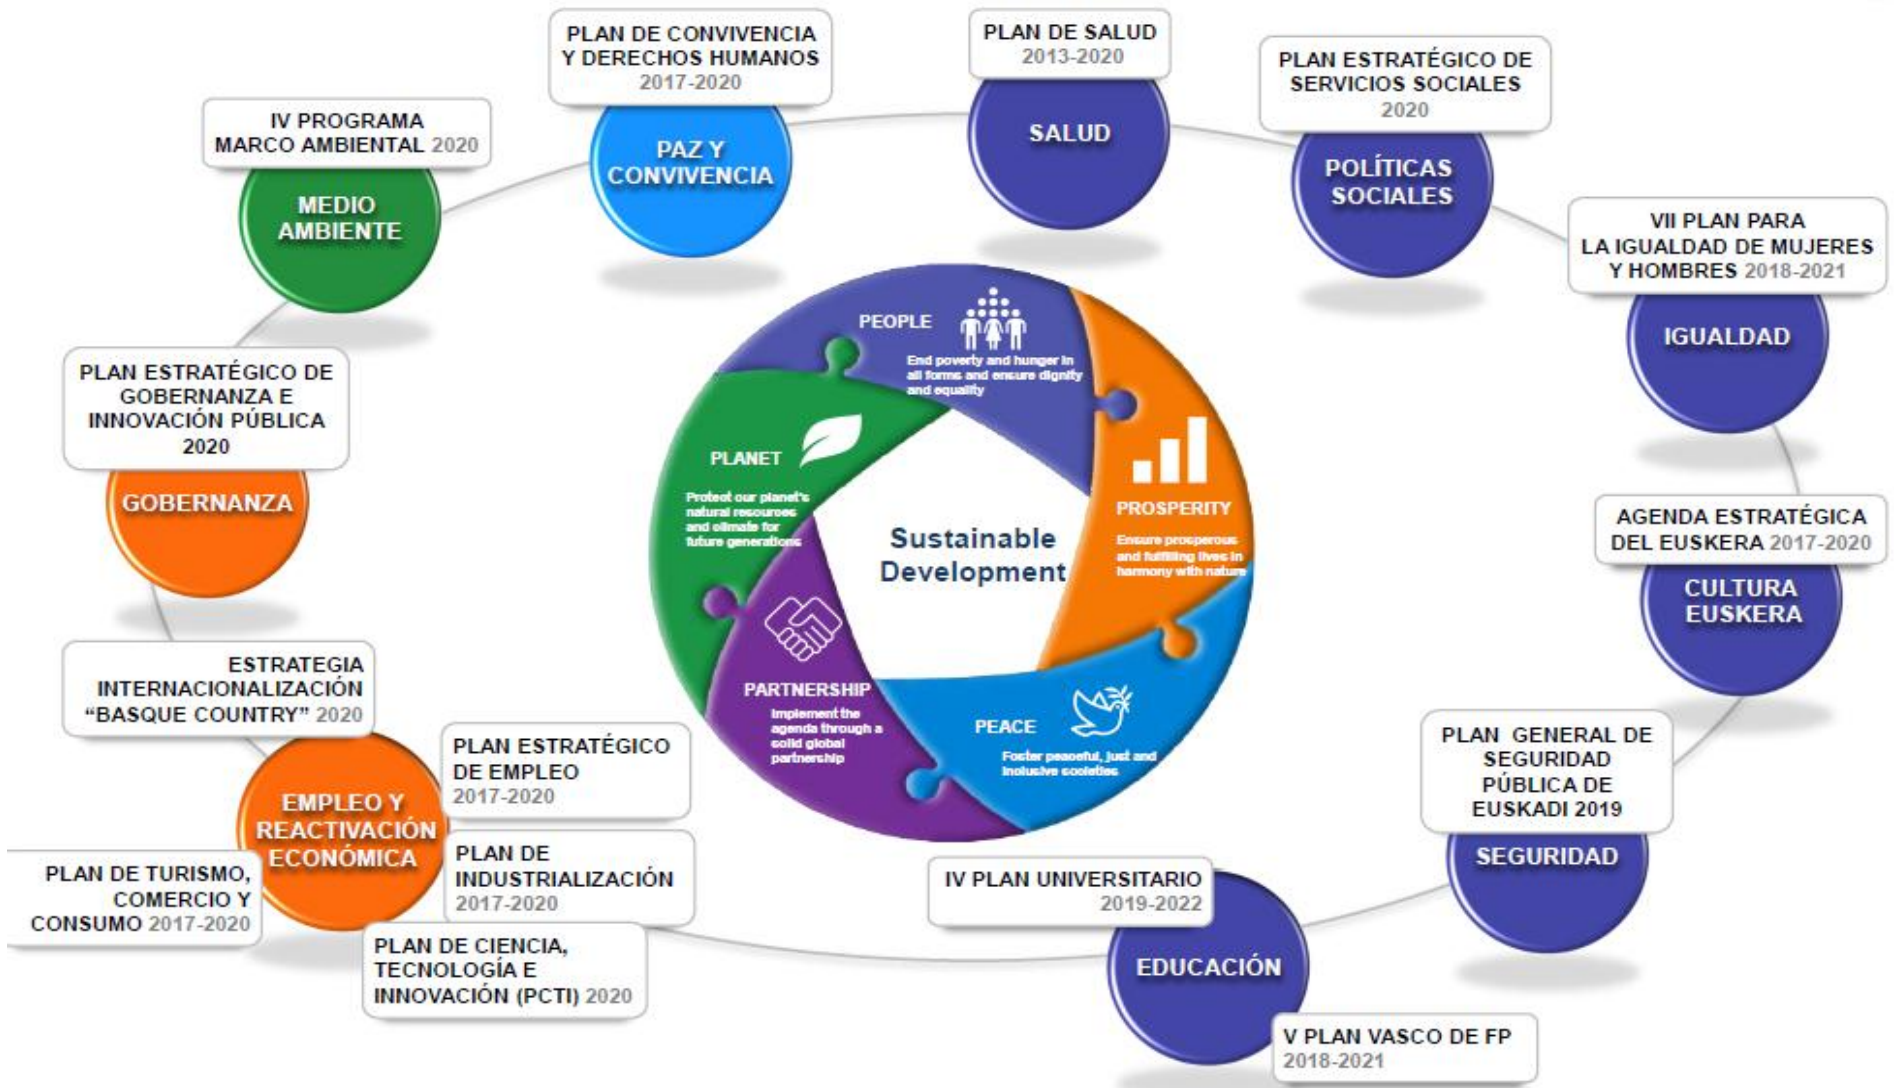 PLAN DE CONVIVENCIA
Y DERECHOS HUMANOS
2017-2020
PAZ Y
CONVIVENCIA
PLAN DE SALUD
2013-2020
SALUD
PLAN ESTRATÉGICO DE
SERVICIOS SOCIALES
2020
POLÍTICAS
SOCIALES
IV PROGRAMA
MARCO AMBIENTAL 2020
MEDIO
AMBIENTE
VII PLAN PARA
LA IGUALDAD DE MUJERES
Y HOMBRES 2018-2021
IGUALDAD
PLAN ESTRATÉGICO DE
GOBERNANZA E
INNOVACIÓN PÚBLICA
2020
GOBERNANZA
PEOPLE
End poverty and hunger in
all forms and ensure dignity
and equality
PLANET
Protect our planet's
natural resources
and climate for
future generations
PROSPERITY
Ensure prosperous
and fulfilling lives in
harmony with nature
Sustainable
Development
PARTNERSHIP
Implement the
agenda through a
solid global
partnership
PEACE
Foster peaceful, just and
inclusive societies
AGENDA ESTRATÉGICA
DEL EUSKERA 2017-2020
CULTURA
EUSKERA
ESTRATEGIA
INTERNACIONALIZACIÓN
“BASQUE COUNTRY” 2020
EMPLEO Y
REACTIVACIÓN
ECONÓMICA
PLAN ESTRATÉGICO
DE EMPLEO
2017-2020
PLAN DE
INDUSTRIALIZACIÓN
2017-2020
PLAN DE TURISMO,
COMERCIO Y
CONSUMO 2017-2020
PLAN DE CIENCIA,
TECNOLOGÍA E
INNOVACIÓN (PCTI) 2020
PLAN GENERAL DE
SEGURIDAD
PÚBLICA DE
EUSKADI 2019
SEGURIDAD
IV PLAN UNIVERSITARIO
2019-2022
EDUCACIÓN
V PLAN VASCO DE FP
2018-2021